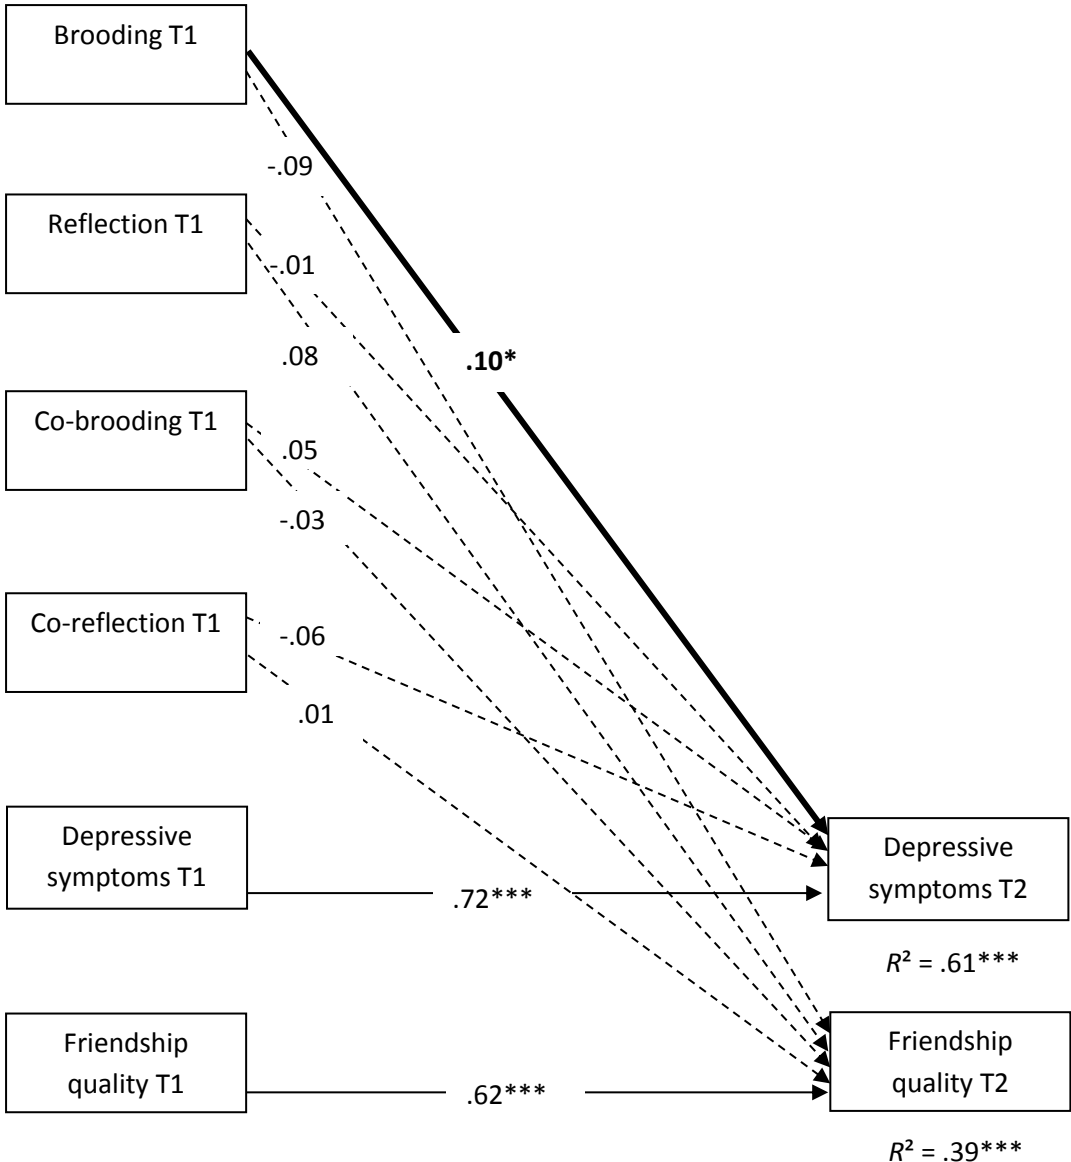 Brooding T1
-.09
Reflection T1
-.01
.08
.10*
Co-brooding T1
.05
-.03
Co-reflection T1
-.06
.01
Depressive
symptoms T1
.72***
Depressive
symptoms T2
R² = .61***
Friendship
quality T1
.62***
Friendship
quality T2
R² = .39***